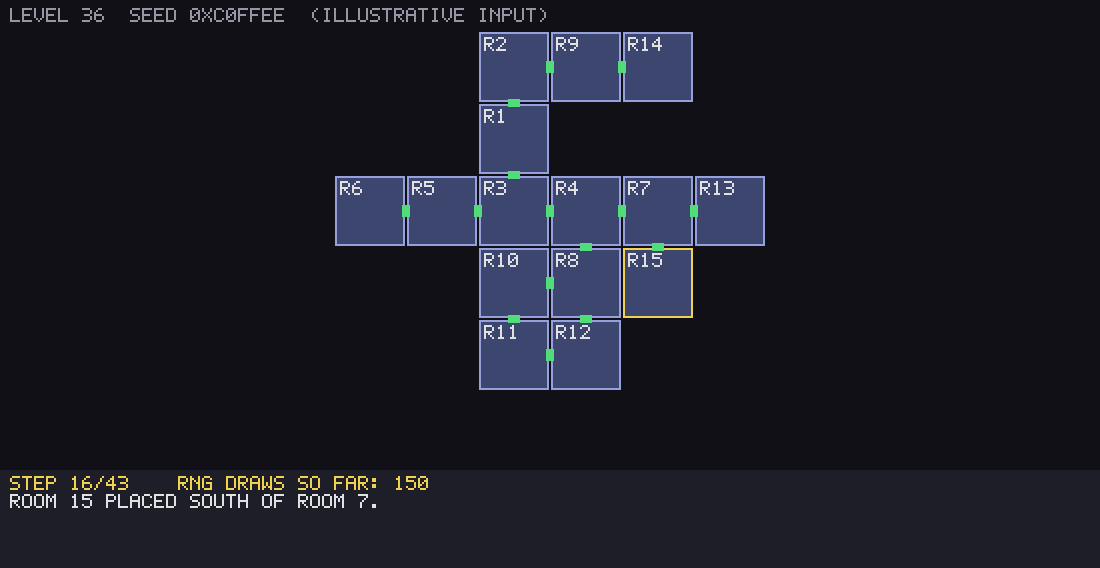 LEVEL 36  SEED 0XC0FFEE  (ILLUSTRATIVE INPUT)
R2 R9 R14
R1
R6 R5 R3 R4 R7 R13
R10 R8 R15
R11 R12
STEP 16/43    RNG DRAWS SO FAR: 150
ROOM 15 PLACED SOUTH OF ROOM 7.